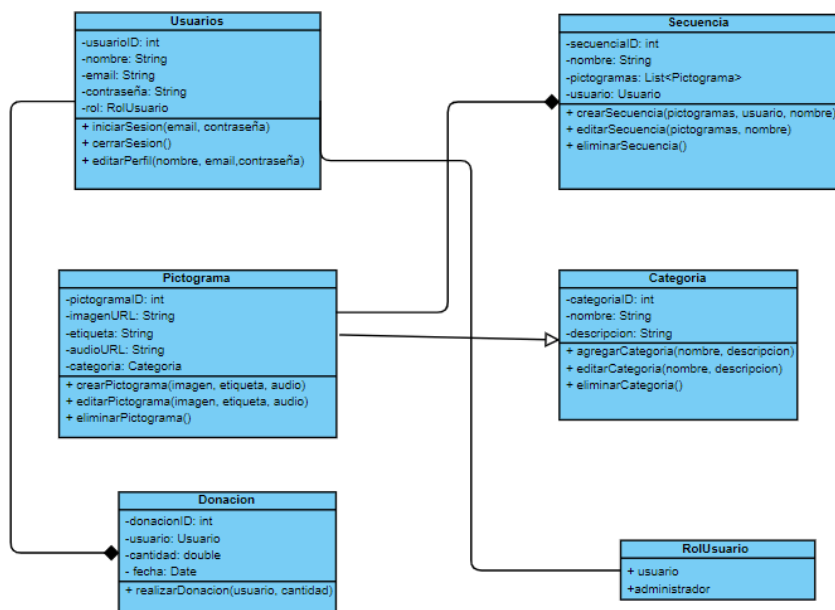 Usuarios
-usuarioID: int
-nombre: String
-email: String
-contraseña: String
-rol: RolUsuario
+ iniciarSesion(email, contraseña)
+ cerrarSesion()
+ editarPerfil(nombre, email,contraseña)
Secuencia
-secuenciaID: int
-nombre: String
-pictogramas: List<Pictograma>
-usuario: Usuario
+ crearSecuencia(pictogramas, usuario, nombre)
+ editarSecuencia(pictogramas, nombre)
+ eliminarSecuencia()
Pictograma
-pictogramaID: int
-imagenURL: String
-etiqueta: String
-audioURL: String
-categoria: Categoria
+ crearPictograma(imagen, etiqueta, audio)
+ editarPictograma(imagen, etiqueta, audio)
+ eliminarPictograma()
Categoria
-categoriaID: int
-nombre: String
-descripcion: String
+ agregarCategoria(nombre, descripcion)
+ editarCategoria(nombre, descripcion)
+ eliminarCategoria()
Donacion
-donacionID: int
-usuario: Usuario
-cantidad: double
- fecha: Date
+ realizarDonacion(usuario, cantidad)
RolUsuario
+ usuario
+administrador